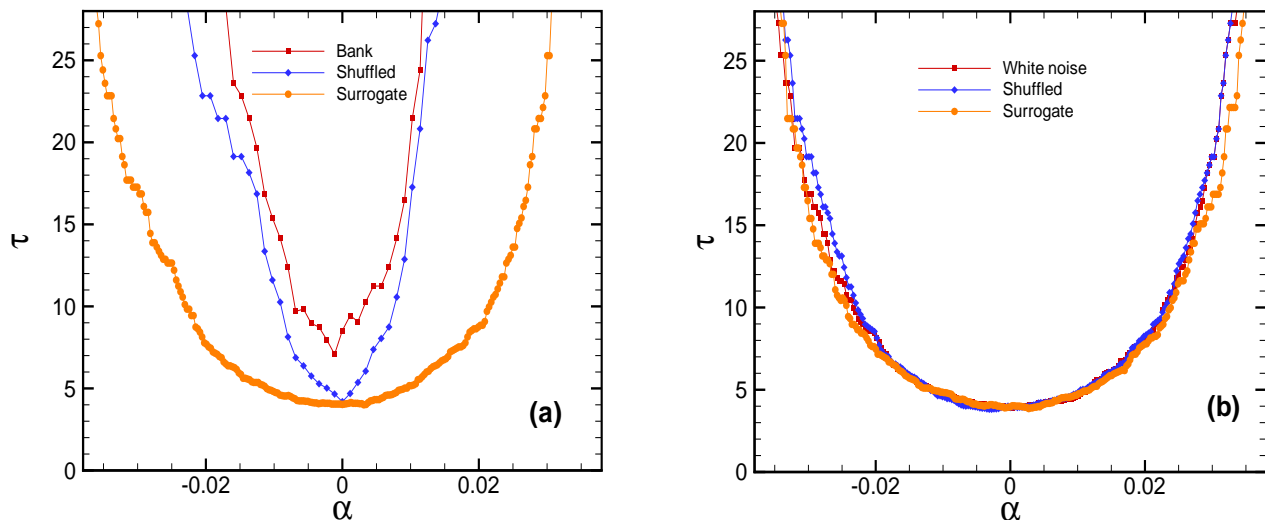 25
20
15
10
5
0
τ
-0.02
0
0.02
α
Bank
Shuffled
Surrogate
(a)
25
20
15
10
5
0
τ
-0.02
0
0.02
α
White noise
Shuffled
Surrogate
(b)